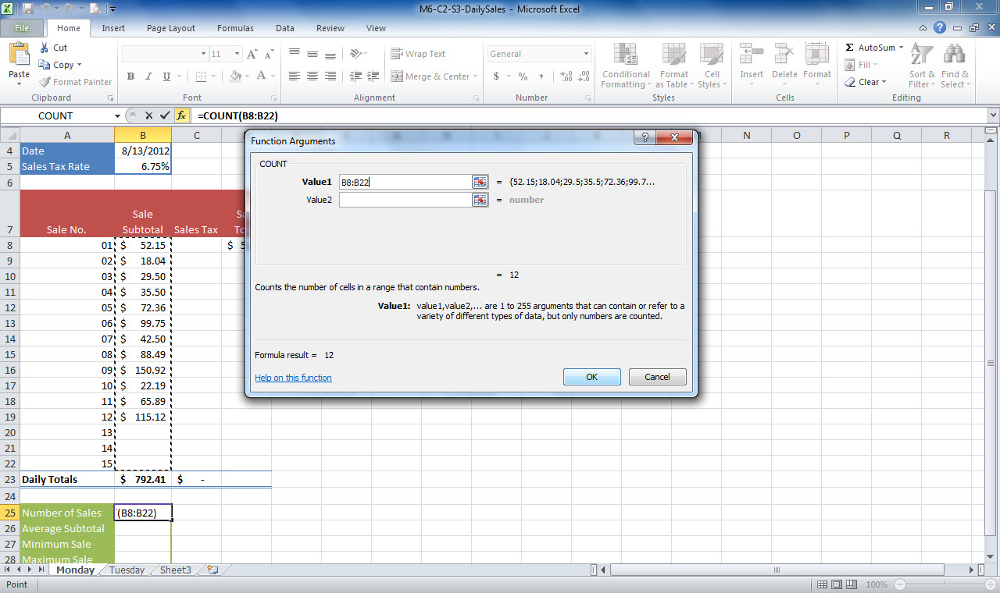 M6-C2-S3-DailySales - Microsoft Excel
File Home Insert Page Layout Formulas Data Review View
Paste
Cut
Copy
Format Painter
Clipboard
11
B I U
Font
Wrap Text
Merge & Center
Alignment
General
$ % ,
Number
Conditional Formatting
Format as Table
Cell Styles
Styles
Insert
Delete
Format
Cells
Σ AutoSum
Fill
Clear
Sort & Filter
Find & Select
Editing
COUNT fx =COUNT(B8:B22)
A B C N O P Q R
4 Date 8/13/2012
5 Sales Tax Rate 6.75%
6
7 Sale No. Sale Subtotal Sales Tax
8 01 $ 52.15 $
9 02 $ 18.04
10 03 $ 29.50
11 04 $ 35.50
12 05 $ 72.36
13 06 $ 99.75
14 07 $ 42.50
15 08 $ 88.49
16 09 $ 150.92
17 10 $ 22.19
18 11 $ 65.89
19 12 $ 115.12
20 13
21 14
22 15
23 Daily Totals $ 792.41 $ -
24
25 Number of Sales (B8:B22)
26 Average Subtotal
27 Minimum Sale
28 Maximum Sale
Function Arguments
COUNT
Value1 B8:B22 = {52.15;18.04;29.5;35.5;72.36;99.7...
Value2 = number
= 12
Counts the number of cells in a range that contain numbers.
Value1: value1,value2,... are 1 to 255 arguments that can contain or refer to a
variety of different types of data, but only numbers are counted.
Formula result = 12
Help on this function
OK Cancel
Monday Tuesday Sheet3
Point
100%